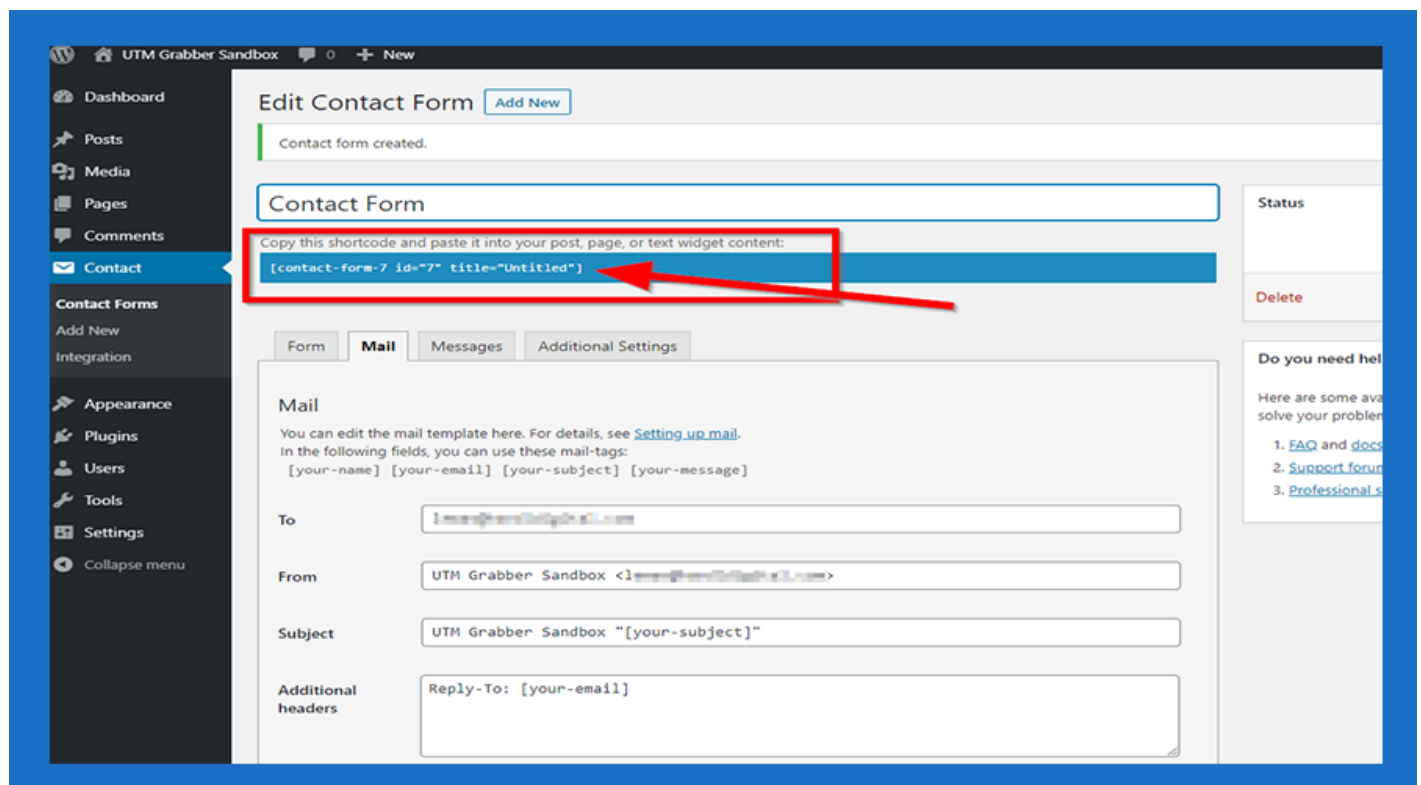 UTM Grabber Sandbox 0 New
Dashboard
Posts
Media
Pages
Comments
Contact
Contact Forms
Add New
Integration
Appearance
Plugins
Users
Tools
Settings
Collapse menu
Edit Contact Form Add New
Contact form created.
Contact Form
Copy this shortcode and paste it into your post, page, or text widget content:
[contact-form-7 id="7" title="Untitled"]
Form Mail Messages Additional Settings
Mail
You can edit the mail template here. For details, see Setting up mail.
In the following fields, you can use these mail-tags:
[your-name] [your-email] [your-subject] [your-message]
To
From UTM Grabber Sandbox <
Subject UTM Grabber Sandbox "[your-subject]"
Additional
headers
Reply-To: [your-email]
Status
Delete
Do you need hel
Here are some ava
solve your problem
1. FAQ and docs
2. Support forum
3. Professional s